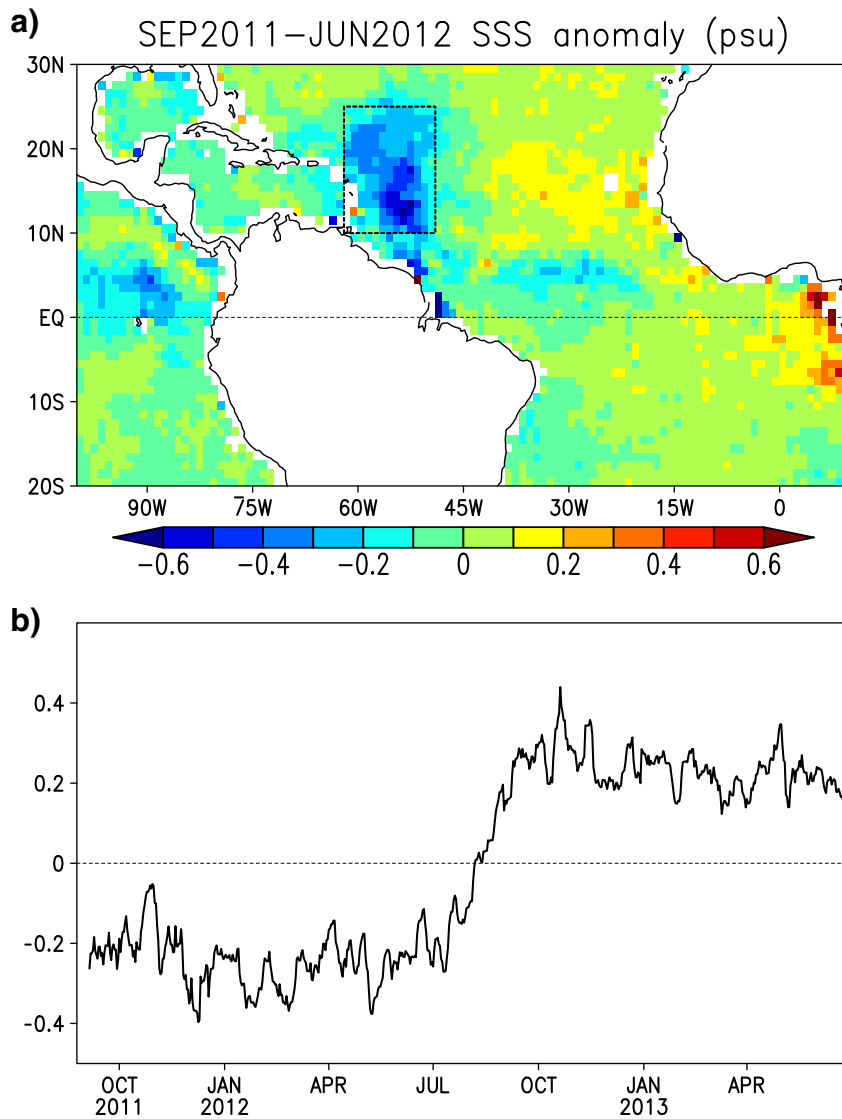 a)
SEP2011-JUN2012 SSS anomaly (psu)
30N
20N
10N
EQ
10S
20S
90W 75W 60W 45W 30W 15W 0
-0.6 -0.4 -0.2 0 0.2 0.4 0.6
b)
0.4
0.2
0
-0.2
-0.4
OCT JAN APR JUL OCT JAN APR
2011 2012 2013